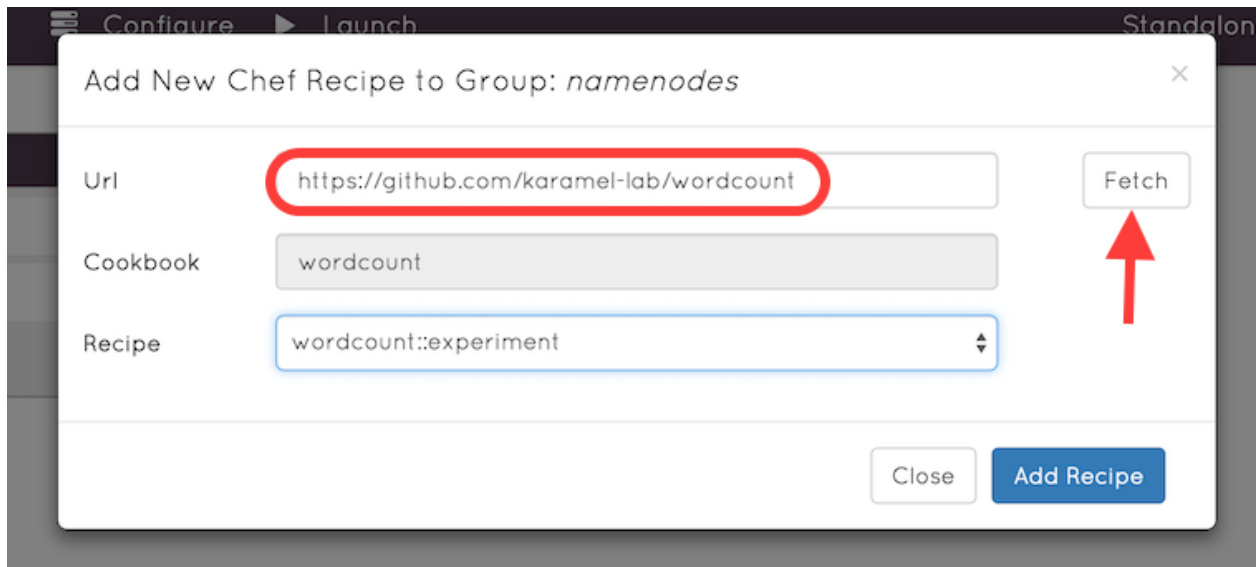 Configure Launch Standalon
Add New Chef Recipe to Group: namenodes ×
Url https://github.com/karamel-lab/wordcount Fetch
Cookbook wordcount
Recipe wordcount::experiment
Close Add Recipe